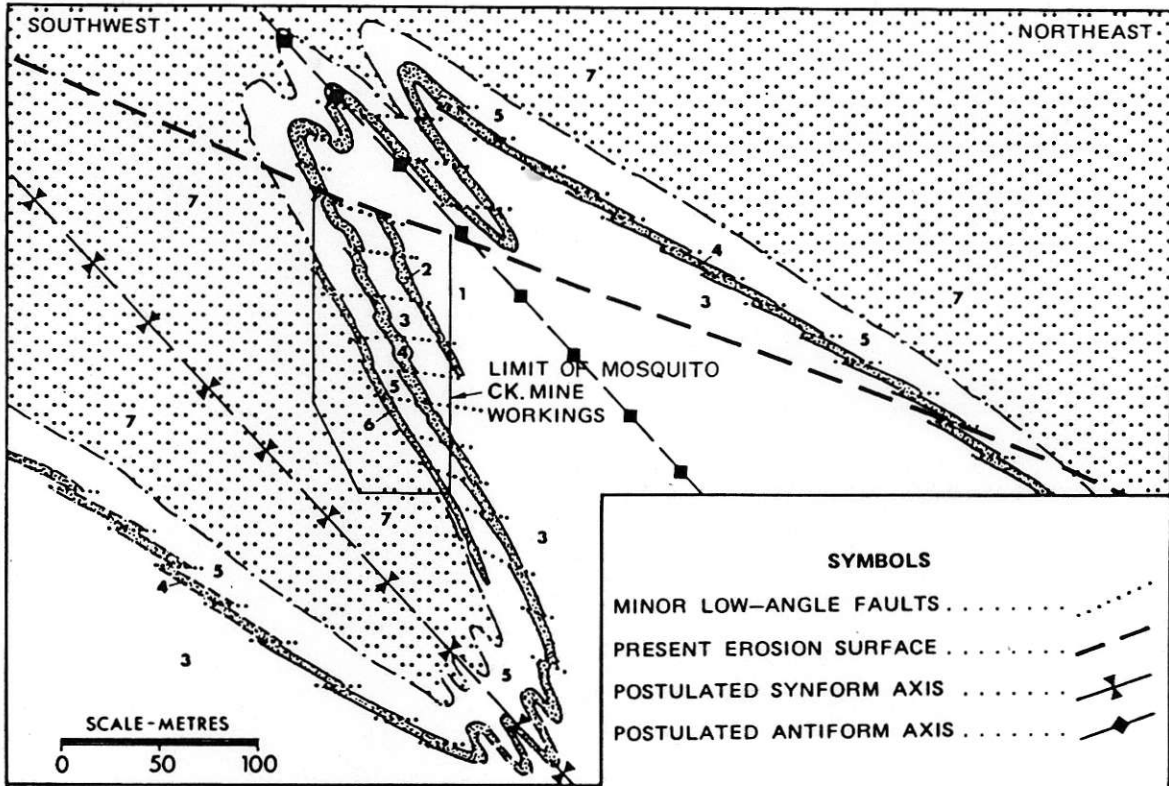 SOUTHWEST
NORTHEAST
7
5
7
4
2
1
3
7
3
4
5
5
LIMIT OF MOSQUITO
CK. MINE
WORKINGS
6
7
7
3
5
4
3
5
SYMBOLS
MINOR LOW-ANGLE FAULTS . . . . . . .
PRESENT EROSION SURFACE . . . . . .
POSTULATED SYNFORM AXIS . . . . . .
POSTULATED ANTIFORM AXIS . . . . .
SCALE-METRES
0 50 100